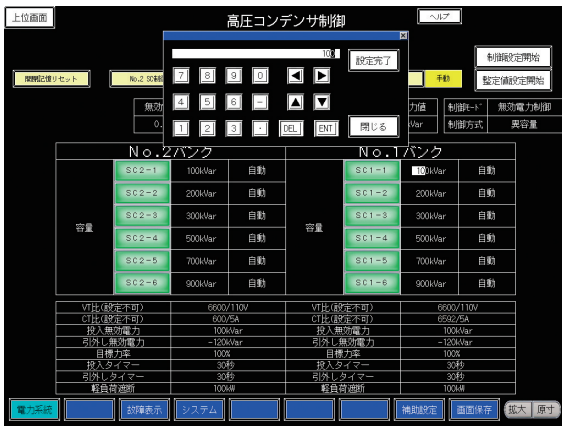 上位画面
高圧コンデンサ制御
ヘルプ
100
設定完了
制御設定開始
開閉記憶リセット
No.2 SC制御
7 8 9 0 ◀ ▶
手動
整定値設定開始
4 5 6 - ▲ ▼
無効
力値
制御モード 無効電力制御
1 2 3 ・ DEL ENT 閉じる
0.
kVar
制御方式 異容量
No.2バンク
No.1バンク
容量
SC2-1 100kVar 自動
SC2-2 200kVar 自動
SC2-3 300kVar 自動
SC2-4 500kVar 自動
SC2-5 700kVar 自動
SC2-6 900kVar 自動
容量
SC1-1 100kVar 自動
SC1-2 200kVar 自動
SC1-3 300kVar 自動
SC1-4 500kVar 自動
SC1-5 700kVar 自動
SC1-6 900kVar 自動
VT比(設定不可) 6600/110V VT比(設定不可) 6600/110V
CT比(設定不可) 600/5A CT比(設定不可) 6592/5A
投入無効電力 100kVar 投入無効電力 100kVar
引外し無効電力 -120kVar 引外し無効電力 -120kVar
目標力率 100% 目標力率 100%
投入タイマー 30秒 投入タイマー 30秒
引外しタイマー 30秒 引外しタイマー 30秒
軽負荷遮断 100kW 軽負荷遮断 100kW
電力系統 故障表示 システム 補助設定 画面保存 拡大 原寸